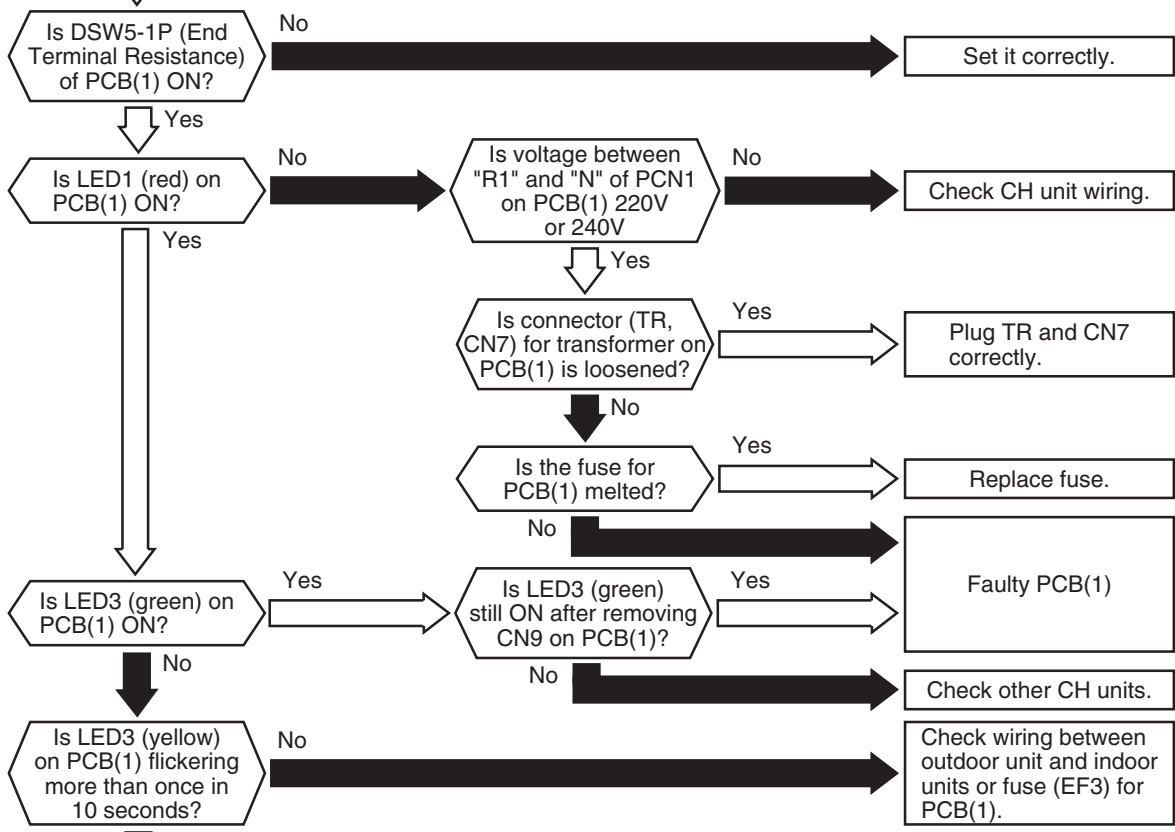 Is DSW5-1P (End
Terminal Resistance)
of PCB(1) ON?
No
Set it correctly.
Yes
Is LED1 (red) on
PCB(1) ON?
No
Is voltage between
"R1" and "N" of PCN1
on PCB(1) 220V
or 240V
No
Check CH unit wiring.
Yes
Yes
Is connector (TR,
CN7) for transformer on
PCB(1) is loosened?
Yes
Plug TR and CN7
correctly.
No
Is the fuse for
PCB(1) melted?
Yes
Replace fuse.
No
Faulty PCB(1)
Is LED3 (green) on
PCB(1) ON?
Yes
Is LED3 (green)
still ON after removing
CN9 on PCB(1)?
Yes
No
No
Check other CH units.
Is LED3 (yellow)
on PCB(1) flickering
more than once in
10 seconds?
No
Check wiring between
outdoor unit and indoor
units or fuse (EF3) for
PCB(1).